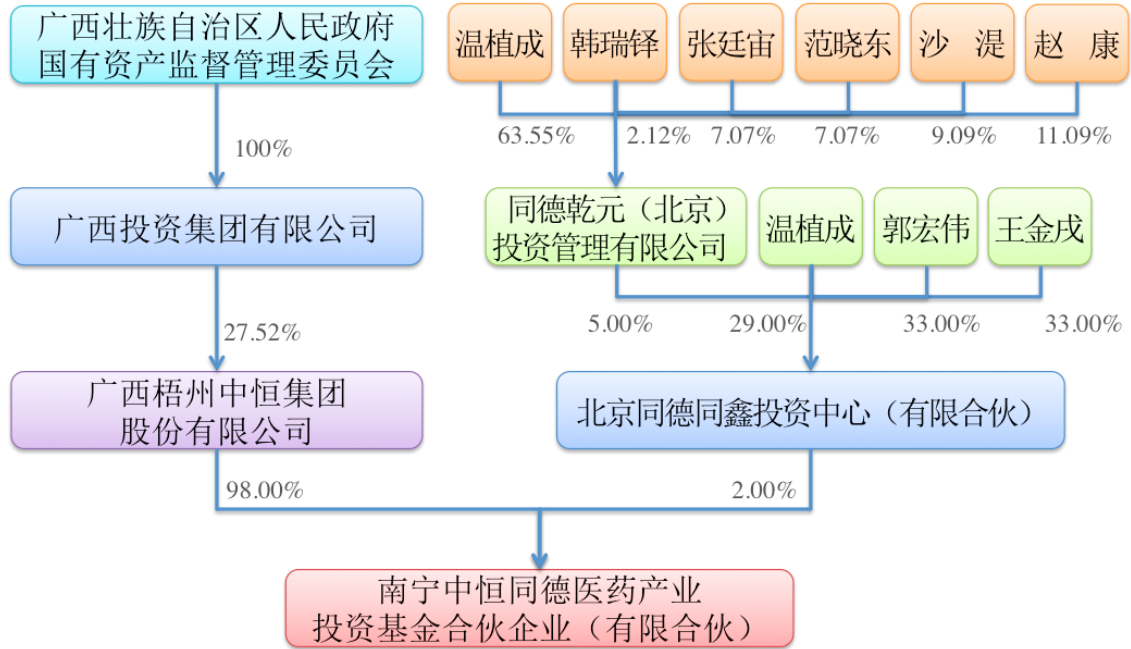 广西壮族自治区人民政府
国有资产监督管理委员会
温植成
韩瑞铎
张廷宙
范晓东
沙 湜
赵 康
100%
63.55%
2.12%
7.07%
7.07%
9.09%
11.09%
广西投资集团有限公司
同德乾元（北京）
投资管理有限公司
温植成
郭宏伟
王金戌
27.52%
5.00%
29.00%
33.00%
33.00%
广西梧州中恒集团
股份有限公司
北京同德同鑫投资中心（有限合伙）
98.00%
2.00%
南宁中恒同德医药产业
投资基金合伙企业（有限合伙）